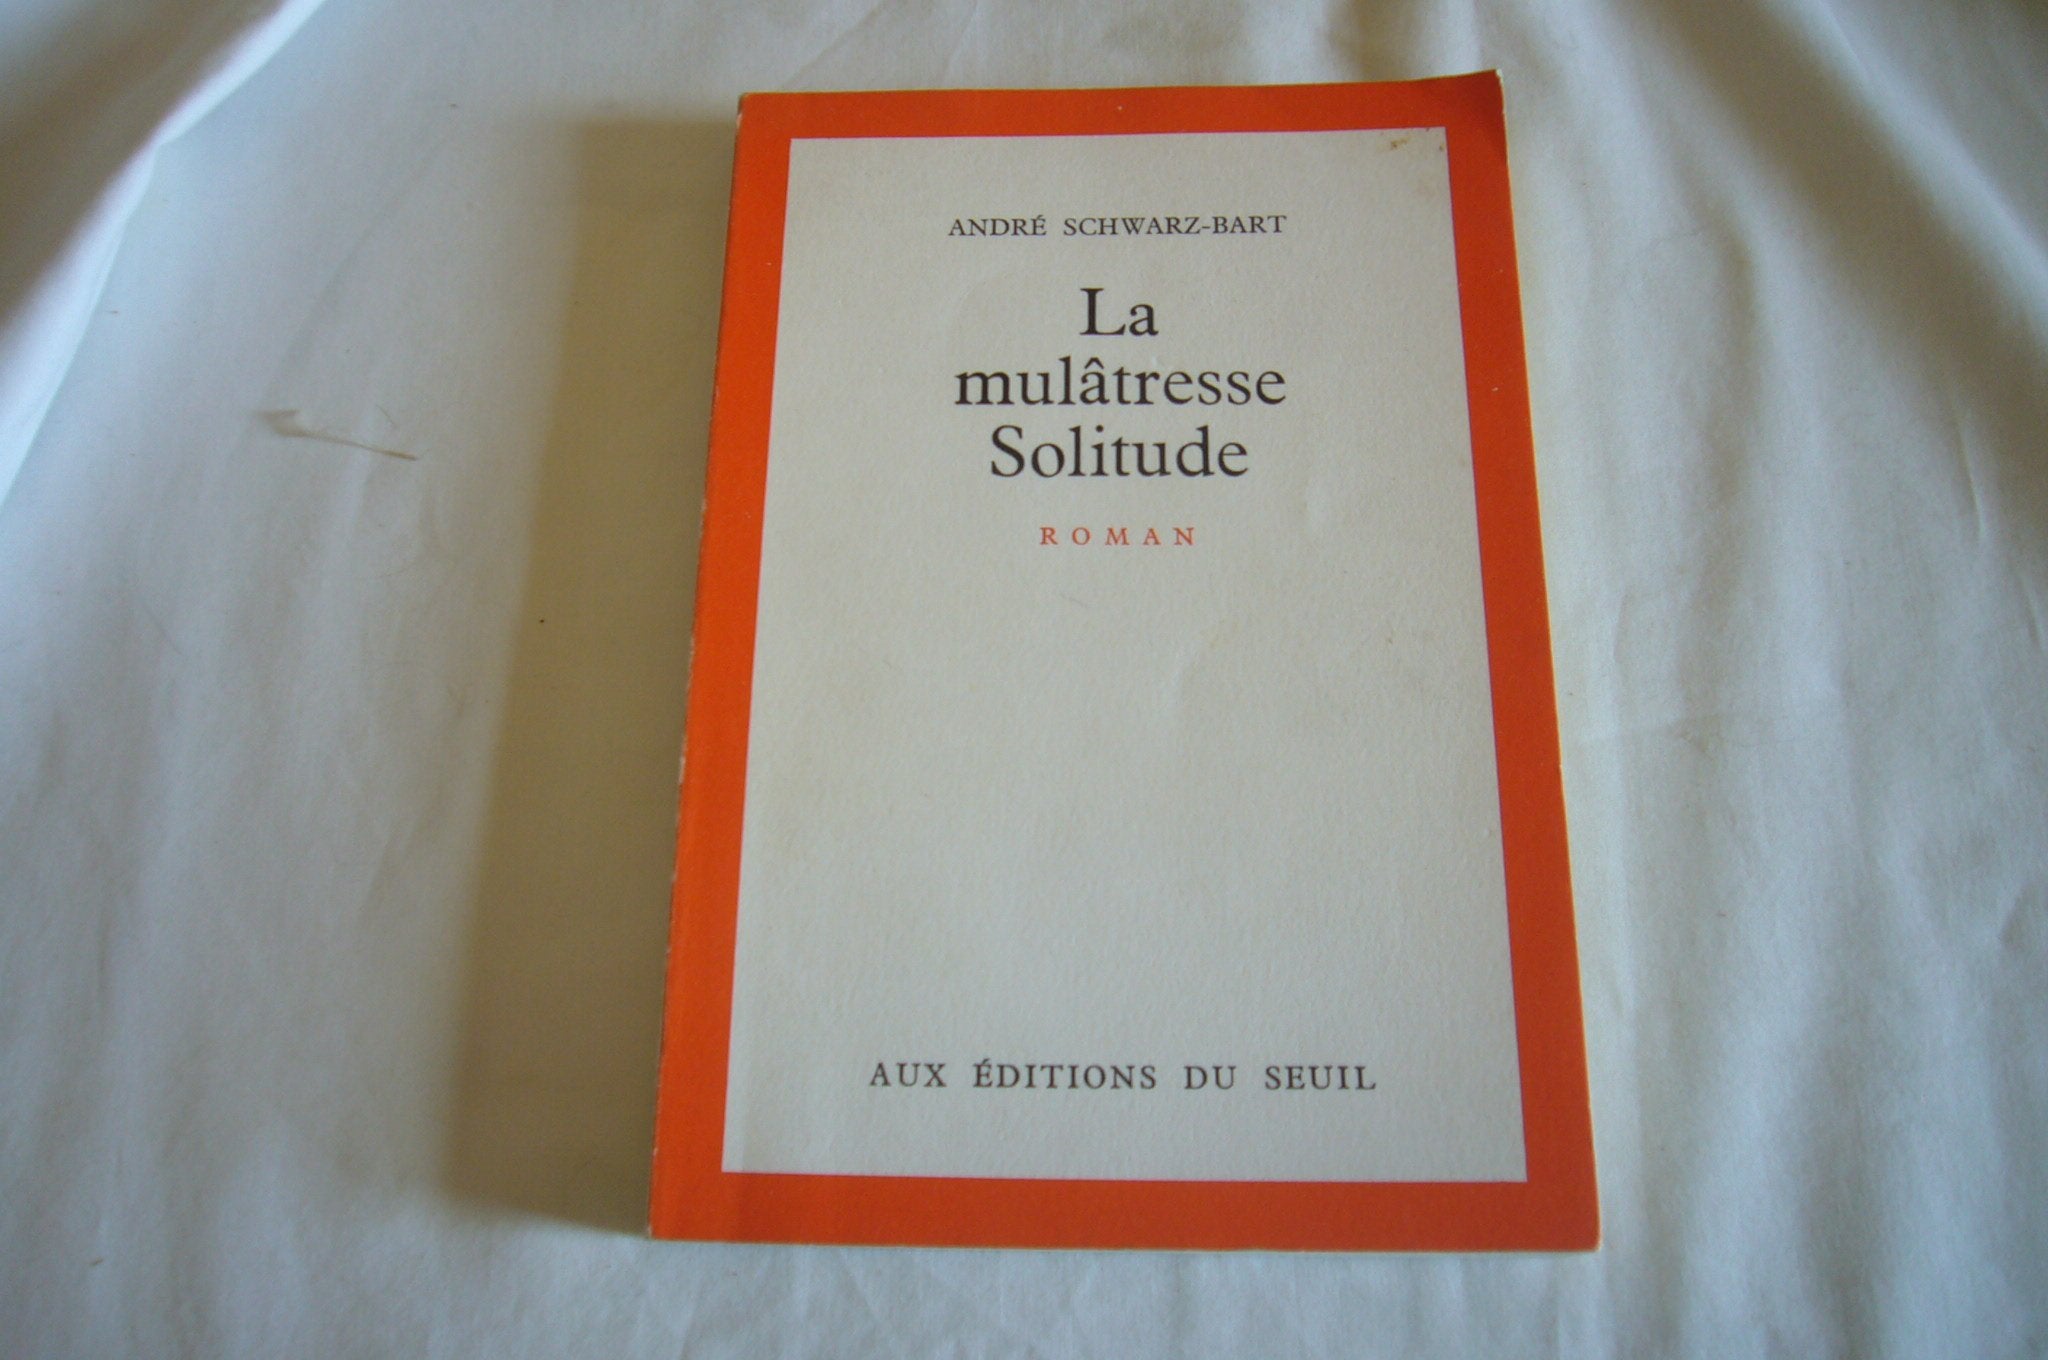 ANDRÉ SCHWARZ-BART
La
mulâtresse
Solitude
ROMAN
AUX ÉDITIONS DU SEUIL